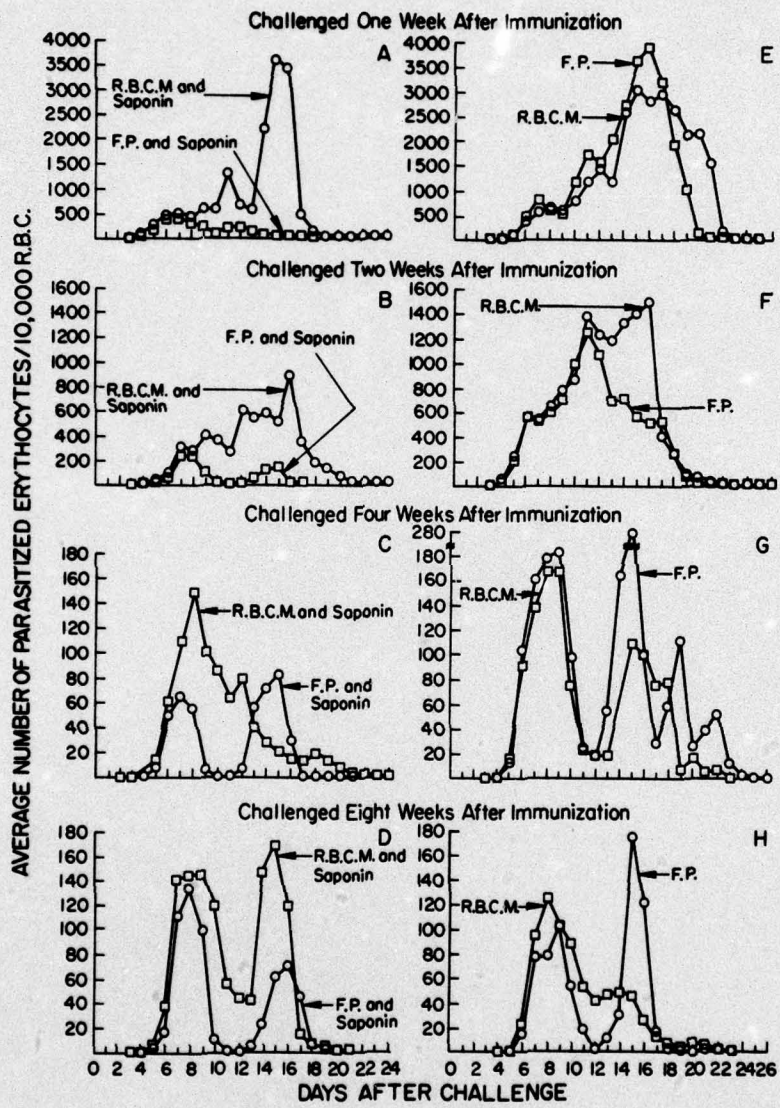 Challenged One Week After Immunization
A
4000
3500
3000
2500
2000
1500
1000
500
R.B.C.M and
Saponin
F.P. and Saponin
E
4000
3500
3000
2500
2000
1500
1000
500
F.P.
R.B.C.M.
Challenged Two Weeks After Immunization
B
1600
1400
1200
1000
800
600
400
200
F.P. and Saponin
R.B.C.M. and
Saponin
F
1600
1400
1200
1000
800
600
400
200
R.B.C.M.
F.P.
Challenged Four Weeks After Immunization
C
180
160
140
120
100
80
60
40
20
R.B.C.M. and Saponin
F.P. and
Saponin
G
280
180
160
140
120
100
80
60
40
20
R.B.C.M.
F.P.
Challenged Eight Weeks After Immunization
D
180
160
140
120
100
80
60
40
20
R.B.C.M. and
Saponin
F.P. and
Saponin
H
180
160
140
120
100
80
60
40
20
R.B.C.M.
F.P.
0 2 4 6 8 10 12 14 16 18 20 22 24
0 2 4 6 8 10 12 14 16 18 20 22 24 26
DAYS AFTER CHALLENGE
AVERAGE NUMBER OF PARASITIZED ERYTHOCYTES/10,000 R.B.C.